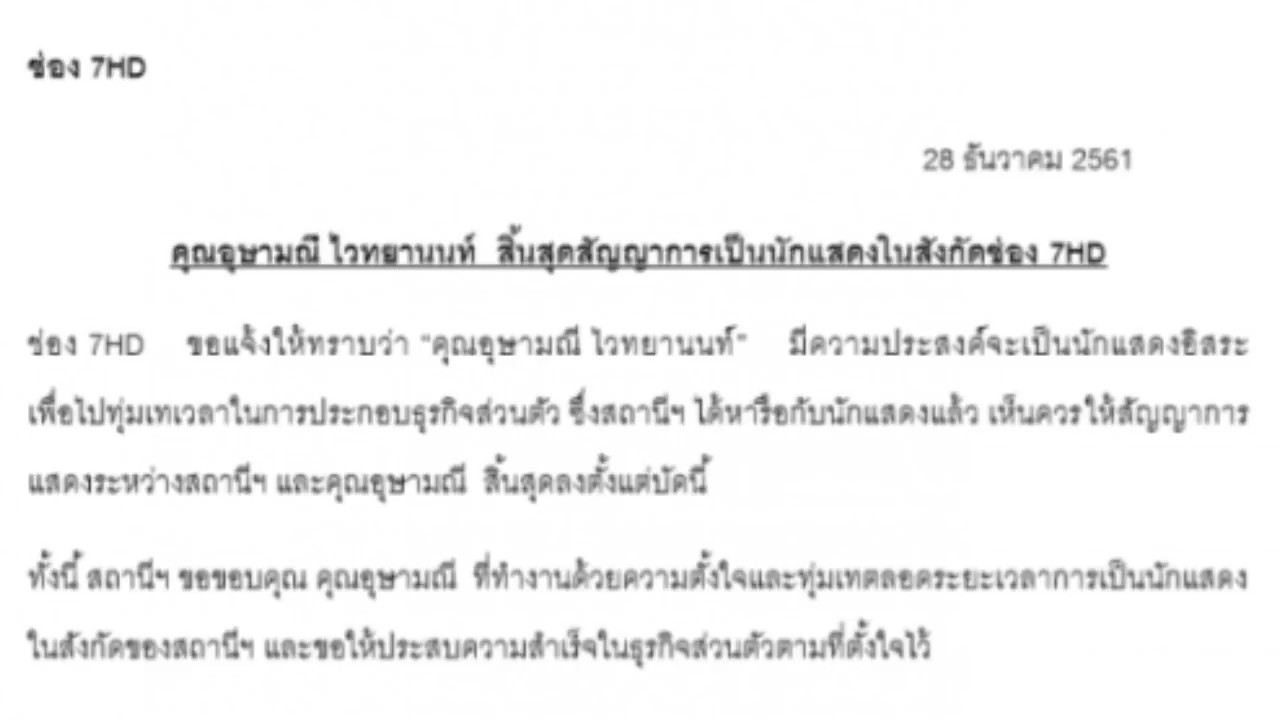 ช่อง 7HD
28 ธันวาคม 2561
คุณอุษามณี ไวทยานนท์ สิ้นสุดสัญญาการเป็นนักแสดงในสังกัดช่อง 7HD
ช่อง 7HD ขอแจ้งให้ทราบว่า “คุณอุษามณี ไวทยานนท์” มีความประสงค์จะเป็นนักแสดงอิสระ
เพื่อไปทุ่มเทเวลาในการประกอบธุรกิจส่วนตัว ซึ่งสถานีฯ ได้หารือกับนักแสดงแล้ว เห็นควรให้สัญญาการ
แสดงระหว่างสถานีฯ และคุณอุษามณี สิ้นสุดลงตั้งแต่บัดนี้
ทั้งนี้ สถานีฯ ขอขอบคุณ คุณอุษามณี ที่ทำงานด้วยความตั้งใจและทุ่มเทตลอดระยะเวลาการเป็นนักแสดง
ในสังกัดของสถานีฯ และขอให้ประสบความสำเร็จในธุรกิจส่วนตัวตามที่ตั้งใจไว้